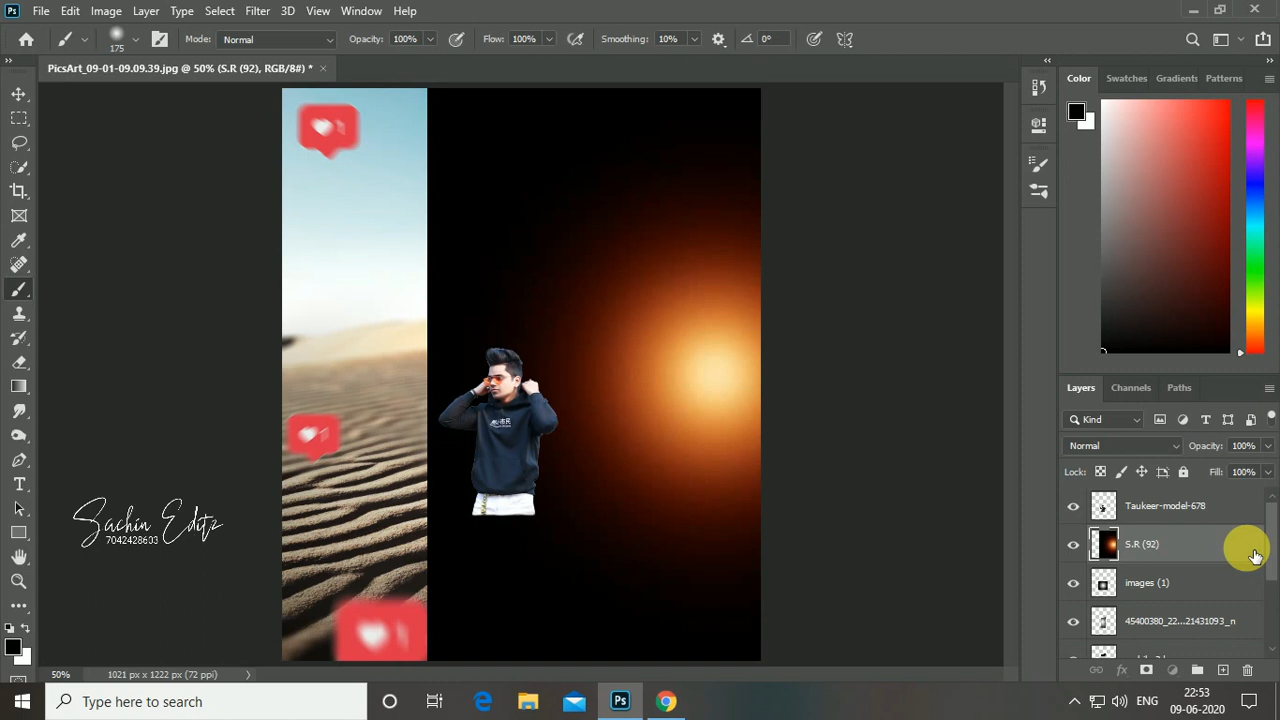 Ps File Edit Image Layer Type Select Filter 3D View Window Help
175 Mode: Normal Opacity: 100% Flow: 100% Smoothing: 10% 0°
PicsArt_09-01-09.09.39.jpg @ 50% (S.R (92), RGB/8#) * ×
Color Swatches Gradients Patterns
Layers Channels Paths
Kind
Normal Opacity: 100%
Lock: Fill: 100%
Taukeer-model-678
S.R (92)
images (1)
45400380_22...21431093_n
Sachin Editz
7042428603
50% 1021 px x 1222 px (72 ppi)
Type here to search
Ps
ENG
22:53
09-06-2020